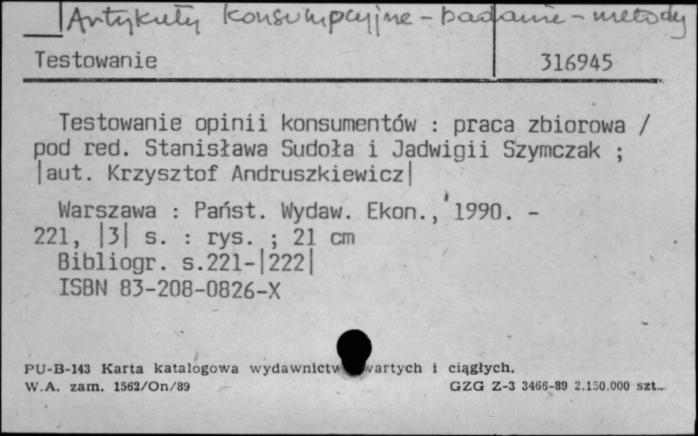 Artykuły konsumpcyjne - badanie - metody
Testowanie 316945
Testowanie opinii konsumentów : praca zbiorowa /
pod red. Stanisława Sudoła i Jadwigii Szymczak ;
|aut. Krzysztof Andruszkiewicz|
Warszawa : Państ. Wydaw. Ekon., 1990. -
221, |3| s. : rys. ; 21 cm
Bibliogr. s.221-|222|
ISBN 83-208-0826-X
PU-B-143 Karta katalogowa wydawnictw wartych i ciągłych.
W.A. zam. 1562/On/89 GZG Z-3 3466-89 2.150.000 szt.